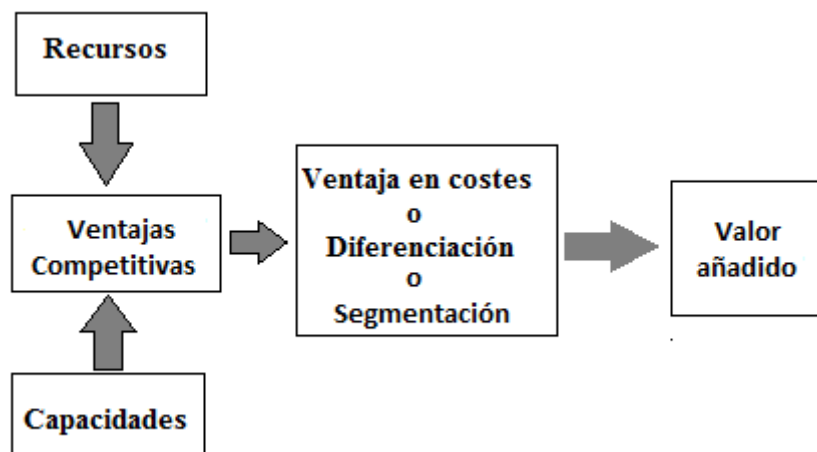 Recursos
Ventajas
Competitivas
Capacidades
Ventaja en costes
o
Diferenciación
o
Segmentación
Valor
añadido